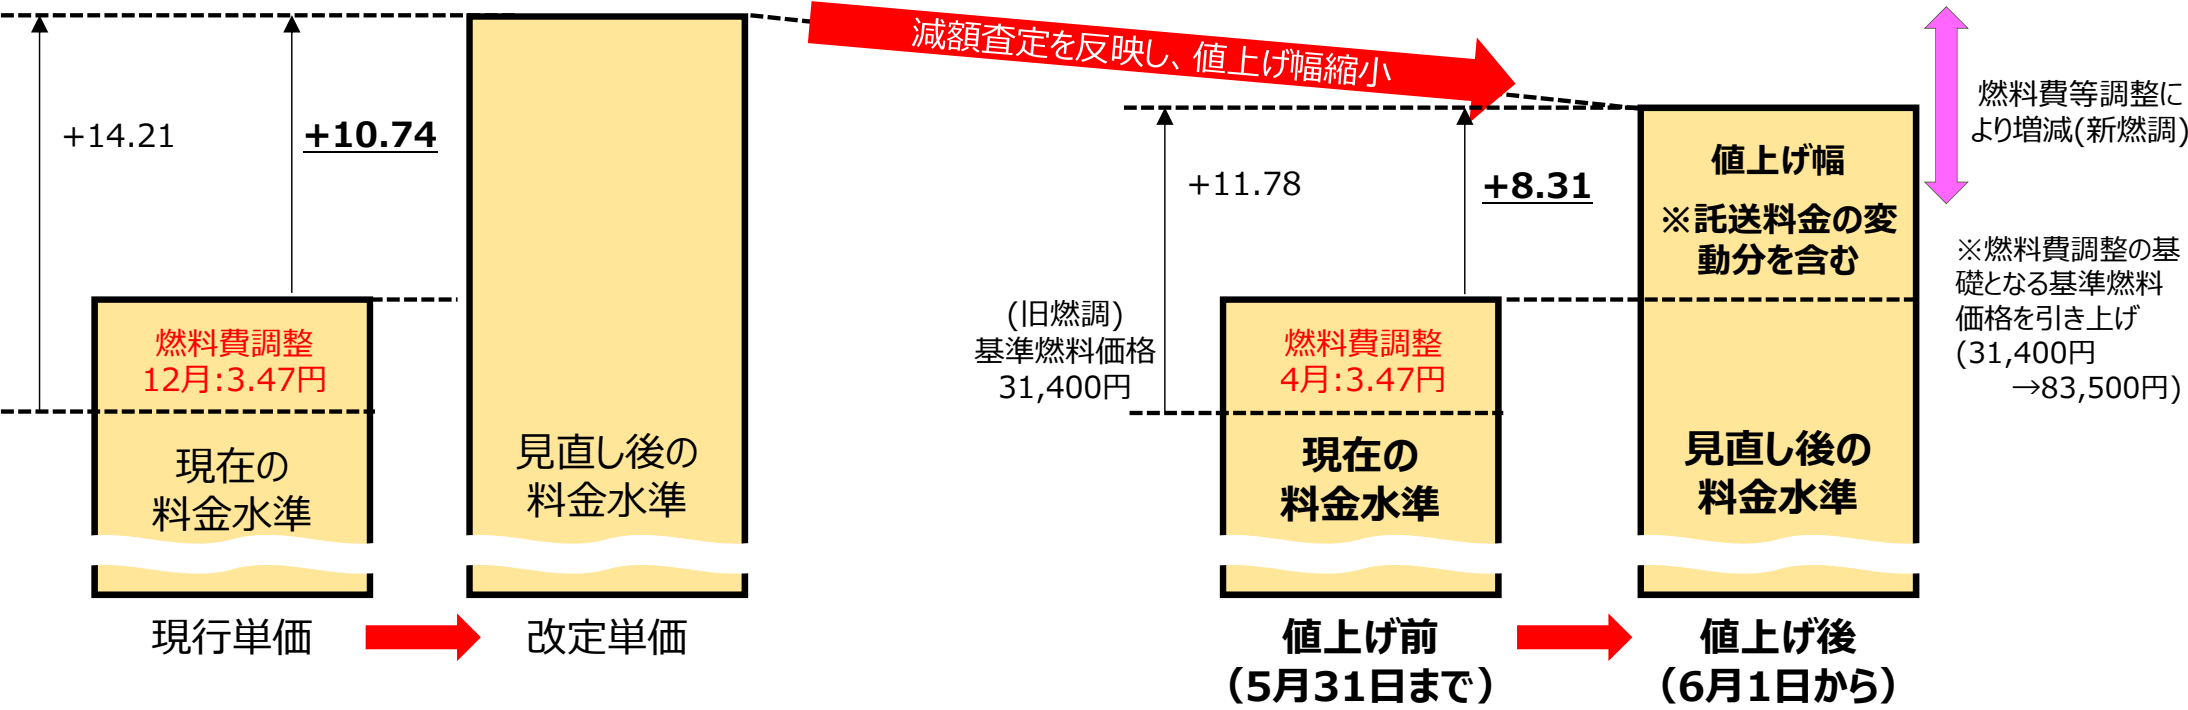 減額査定を反映し、値上げ幅縮小
+14.21
+10.74
燃料費調整
12月:3.47円
現在の
料金水準
見直し後の
料金水準
現行単価
改定単価
+11.78
+8.31
(旧燃調)
基準燃料価格
31,400円
燃料費調整
4月:3.47円
現在の
料金水準
値上げ幅
※託送料金の変
動分を含む
見直し後の
料金水準
値上げ前
（5月31日まで）
値上げ後
（6月1日から）
燃料費等調整に
より増減(新燃調)
※燃料費調整の基
礎となる基準燃料
価格を引き上げ
(31,400円
→83,500円)